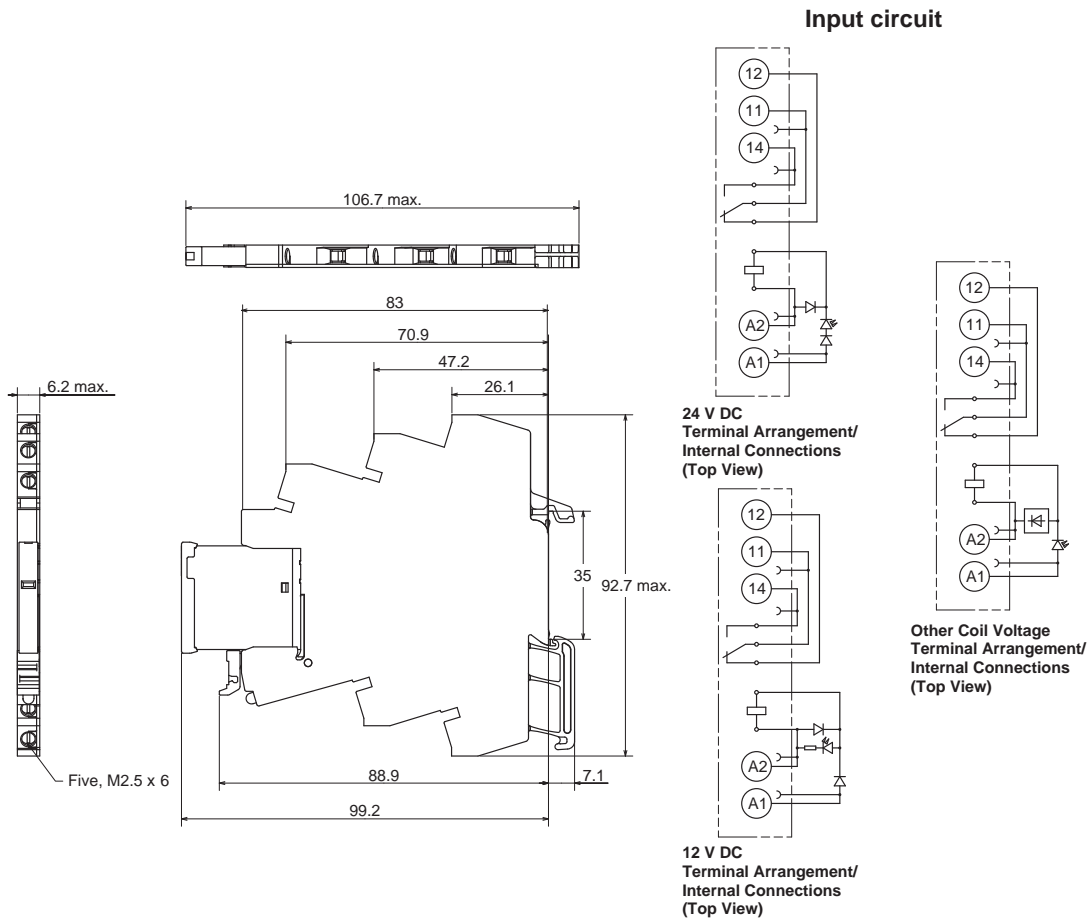 Input circuit
106.7 max.
83
70.9
47.2
26.1
6.2 max.
35
92.7 max.
Five, M2.5 x 6
88.9
7.1
99.2
12
11
14
A2
A1
24 V DC
Terminal Arrangement/
Internal Connections
(Top View)
12
11
14
A2
A1
12 V DC
Terminal Arrangement/
Internal Connections
(Top View)
12
11
14
A2
A1
Other Coil Voltage
Terminal Arrangement/
Internal Connections
(Top View)